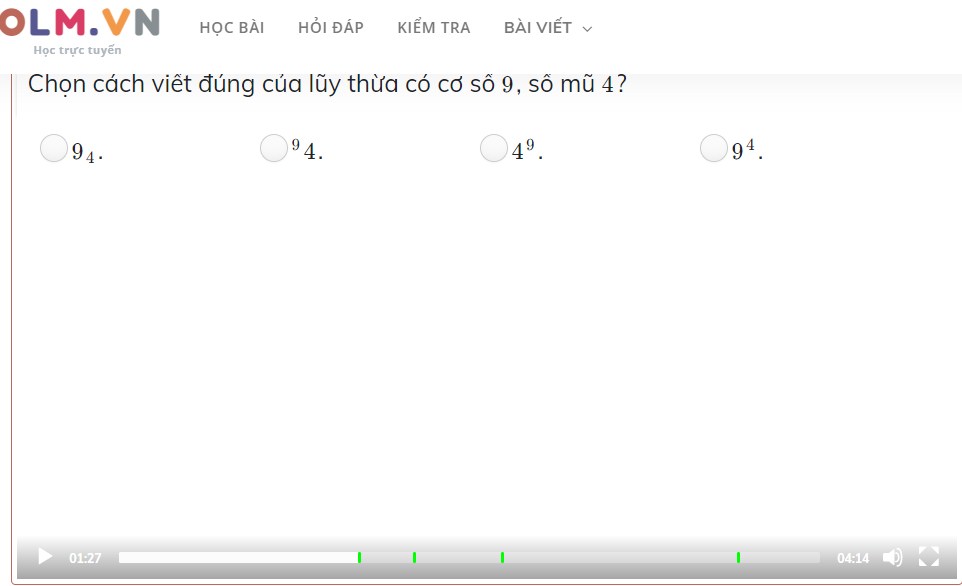 OLM.VN
Học trực tuyến
HỌC BÀI HỎI ĐÁP KIỂM TRA BÀI VIẾT
Chọn cách viết đúng của lũy thừa có cơ số 9, số mũ 4?
9₄. ⁹4. 4⁹. 9⁴.
01:27 04:14